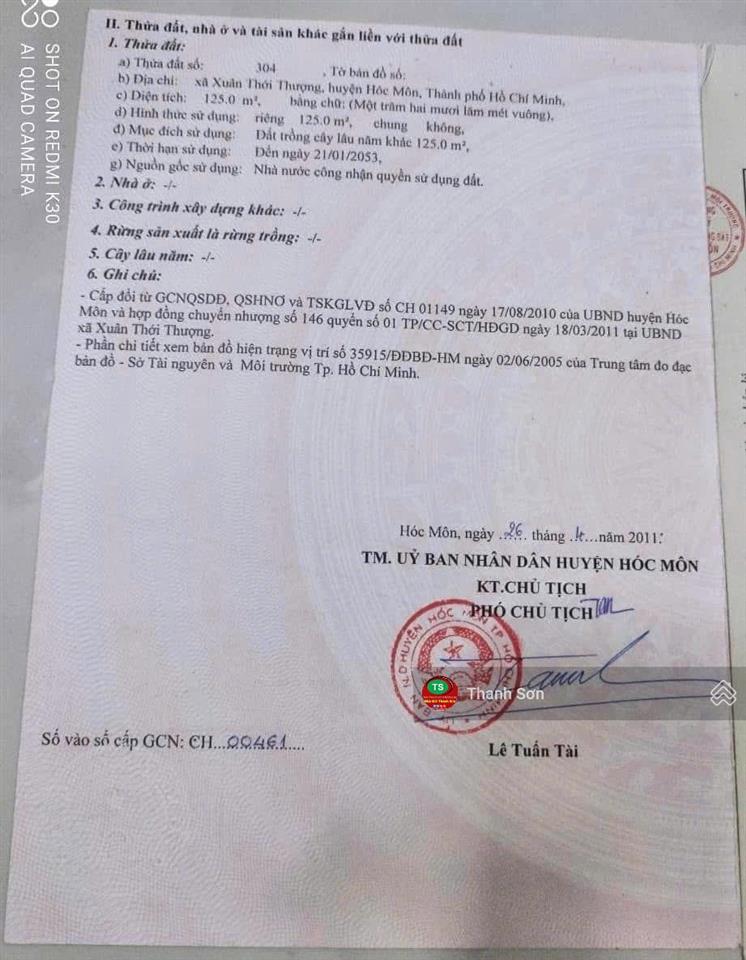 II. Thửa đất, nhà ở và tài sản khác gắn liền với thửa đất
1. Thửa đất:
a) Thửa đất số: 304 , Tờ bản đồ số:
b) Địa chỉ: xã Xuân Thới Thượng, huyện Hóc Môn, Thành phố Hồ Chí Minh,
c) Diện tích: 125.0 m², bằng chữ: (Một trăm hai mươi lăm mét vuông),
d) Hình thức sử dụng: riêng 125.0 m², chung không,
đ) Mục đích sử dụng: Đất trồng cây lâu năm khác 125.0 m²,
e) Thời hạn sử dụng: Đến ngày 21/01/2053,
g) Nguồn gốc sử dụng: Nhà nước công nhận quyền sử dụng đất.
2. Nhà ở: -/-
3. Công trình xây dựng khác: -/-
4. Rừng sản xuất là rừng trồng: -/-
5. Cây lâu năm: -/-
6. Ghi chú:
- Cấp đổi từ GCNQSDĐ, QSHNƠ và TSKGLVĐ số CH 01149 ngày 17/08/2010 của UBND huyện Hóc
Môn và hợp đồng chuyển nhượng số 146 quyển số 01 TP/CC-SCT/HĐGD ngày 18/03/2011 tại UBND
xã Xuân Thới Thượng.
- Phần chi tiết xem bản đồ hiện trạng vị trí số 35915/ĐĐBĐ-HM ngày 02/06/2005 của Trung tâm đo đạc
bản đồ - Sở Tài nguyên và Môi trường Tp. Hồ Chí Minh.
Hóc Môn, ngày 26 tháng 4 năm 2011
TM. UỶ BAN NHÂN DÂN HUYỆN HÓC MÔN
KT.CHỦ TỊCH
PHÓ CHỦ TỊCH
TS
Thanh Sơn
Lê Tuấn Tài
Số vào sổ cấp GCN: CH...00461....
SHOT ON REDMI K30
AI QUAD CAMERA